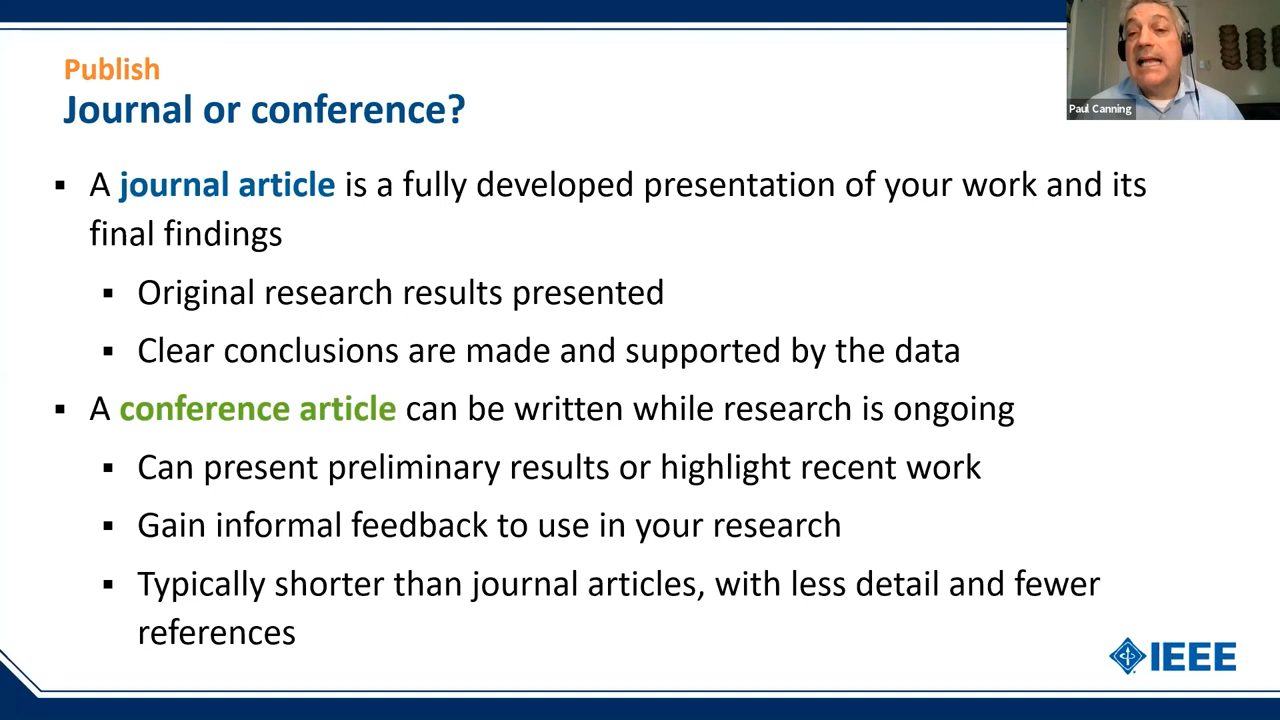 Publish
Journal or conference?
Paul Canning
▪ A journal article is a fully developed presentation of your work and its
final findings
▪ Original research results presented
▪ Clear conclusions are made and supported by the data
▪ A conference article can be written while research is ongoing
▪ Can present preliminary results or highlight recent work
▪ Gain informal feedback to use in your research
▪ Typically shorter than journal articles, with less detail and fewer
references
IEEE